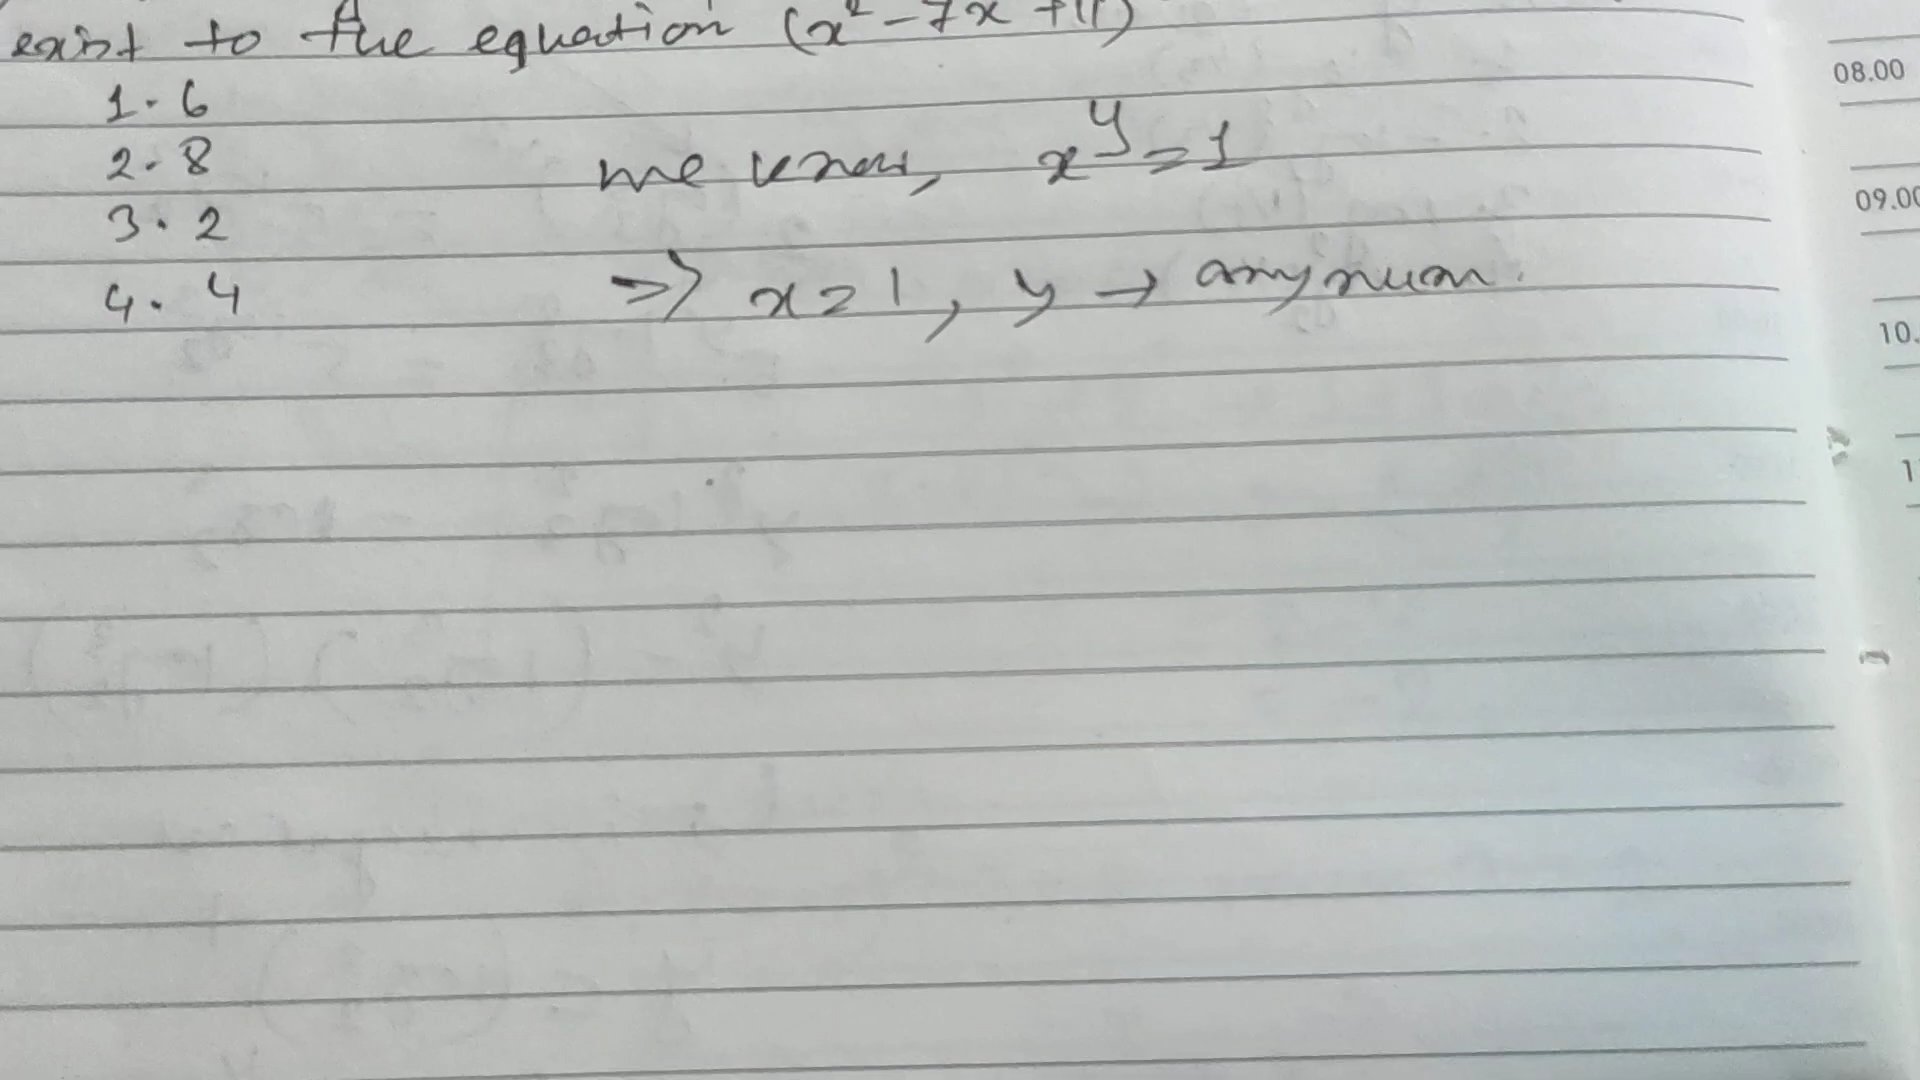 exist to the equation (x² - 7x + 11)
1. 6
2. 8
3. 2
4. 4
we know, x^y = 1
=> x = 1, y → any num.
08.00
09.00
10.
1